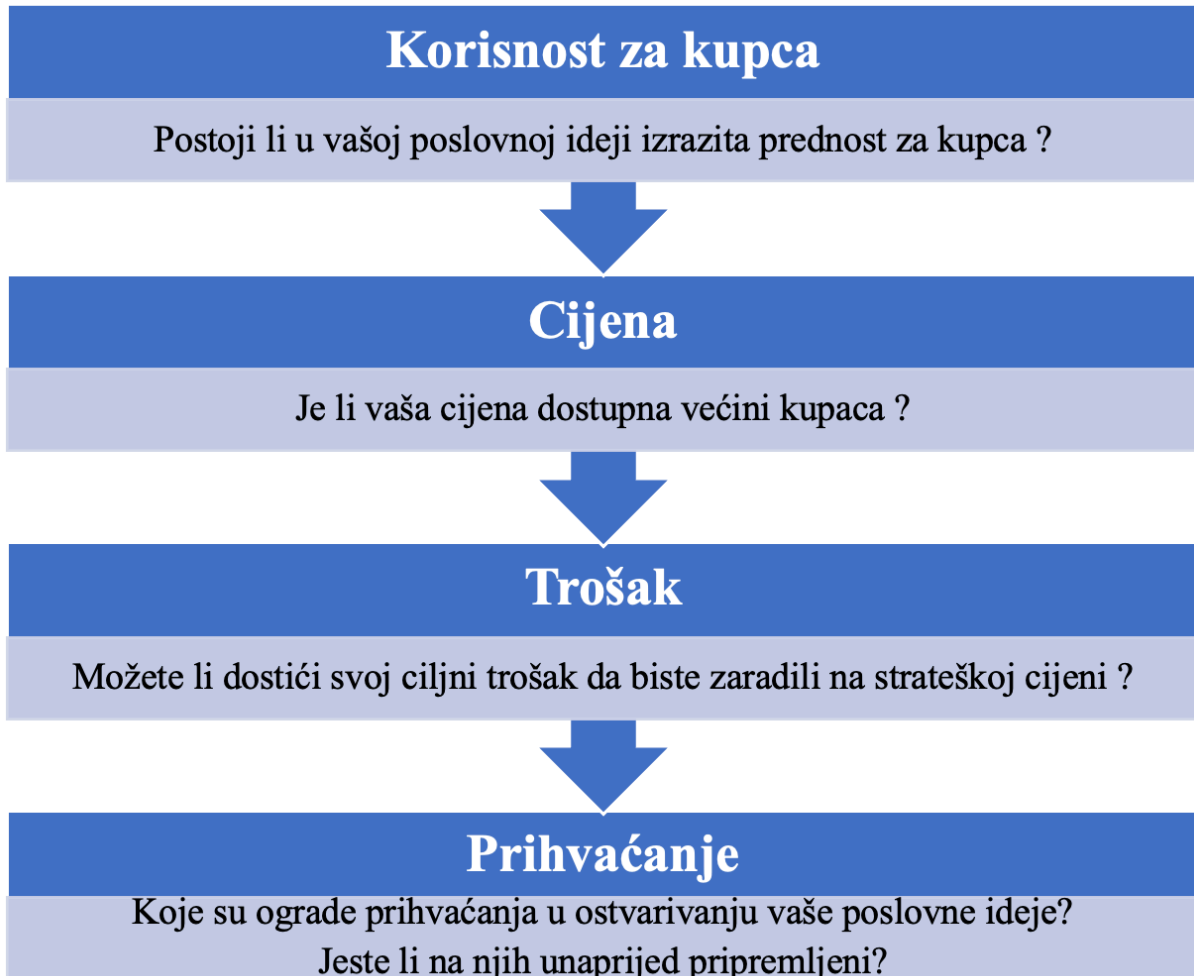 Korisnost za kupca
Postoji li u vašoj poslovnoj ideji izrazita prednost za kupca ?
Cijena
Je li vaša cijena dostupna većini kupaca ?
Trošak
Možete li dostići svoj ciljni trošak da biste zaradili na strateškoj cijeni ?
Prihvaćanje
Koje su ograde prihvaćanja u ostvarivanju vaše poslovne ideje?
Jeste li na njih unaprijed pripremljeni?